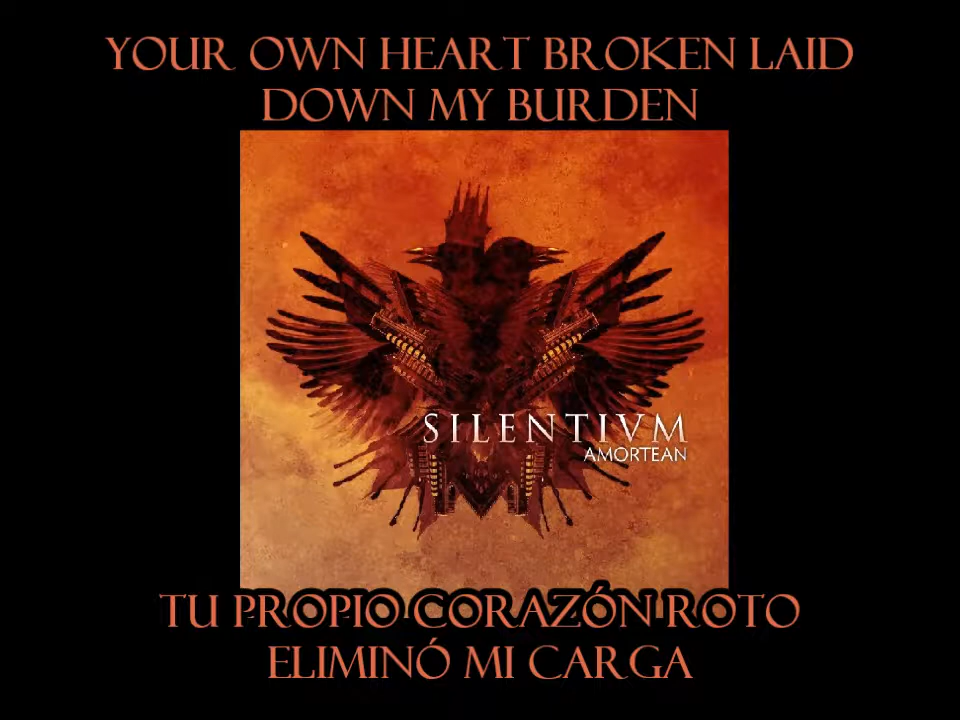 YOUR OWN HEART BROKEN LAID
DOWN MY BURDEN
SILENTIVM
AMORTEAN
TU PROPIO CORAZÓN ROTO
ELIMINÓ MI CARGA